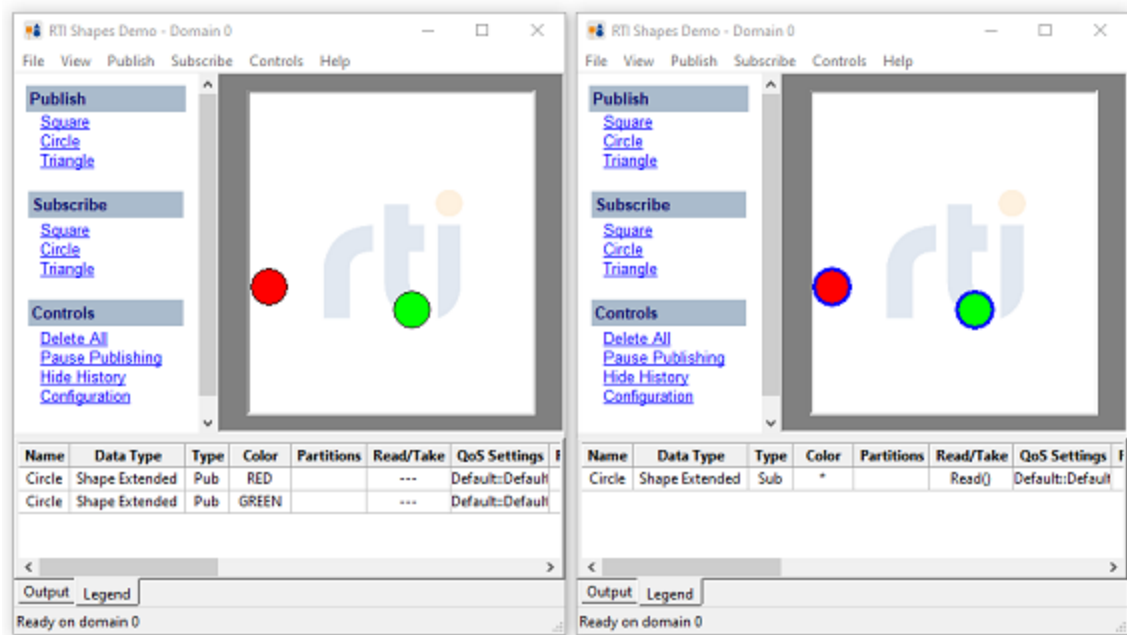 RTI Shapes Demo - Domain 0
File View Publish Subscribe Controls Help
Publish
Square
Circle
Triangle
Subscribe
Square
Circle
Triangle
Controls
Delete All
Pause Publishing
Hide History
Configuration
rti
Name Data Type Type Color Partitions Read/Take QoS Settings F
Circle Shape Extended Pub RED --- Default::Default
Circle Shape Extended Pub GREEN --- Default::Default
Output Legend
Ready on domain 0
RTI Shapes Demo - Domain 0
File View Publish Subscribe Controls Help
Publish
Square
Circle
Triangle
Subscribe
Square
Circle
Triangle
Controls
Delete All
Pause Publishing
Hide History
Configuration
rti
Name Data Type Type Color Partitions Read/Take QoS Settings F
Circle Shape Extended Sub * Read() Default::Default
Output Legend
Ready on domain 0